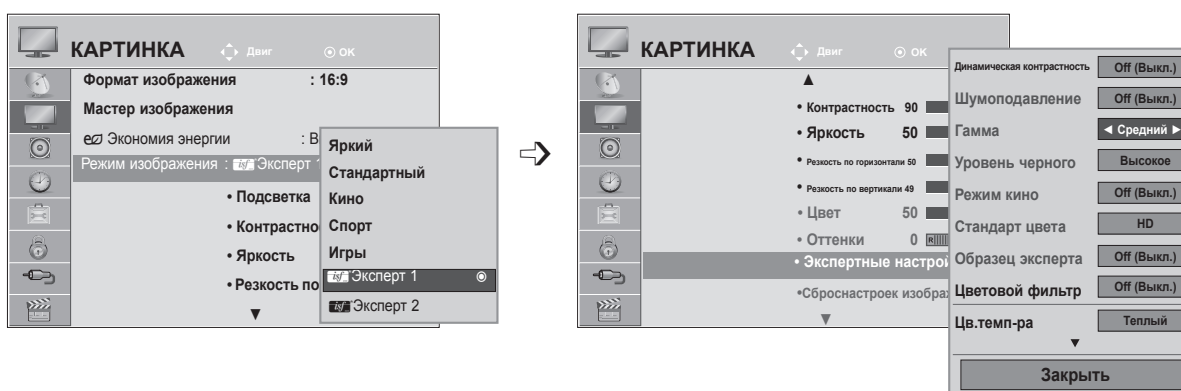 КАРТИНКА Двиг OK
Формат изображения : 16:9
Мастер изображения
Экономия энергии : В
Режим изображения : isf Эксперт 1
• Подсветка
• Контрастно
• Яркость
• Резкость по
▼
Яркий
Стандартный
Кино
Спорт
Игры
isf Эксперт 1
isf Эксперт 2
КАРТИНКА Двиг OK
▲
• Контрастность 90
• Яркость 50
• Резкость по горизонтали 50
• Резкость по вертикали 49
• Цвет 50
• Оттенки 0 R
• Экспертные настрой
•Сброснастроек изобра
▼
Динамическая контрастность Off (Выкл.)
Шумоподавление Off (Выкл.)
Гамма ◄ Средний ►
Уровень черного Высокое
Режим кино Off (Выкл.)
Стандарт цвета HD
Образец эксперта Off (Выкл.)
Цветовой фильтр Off (Выкл.)
Цв.темп-ра Теплый
▼
Закрыть